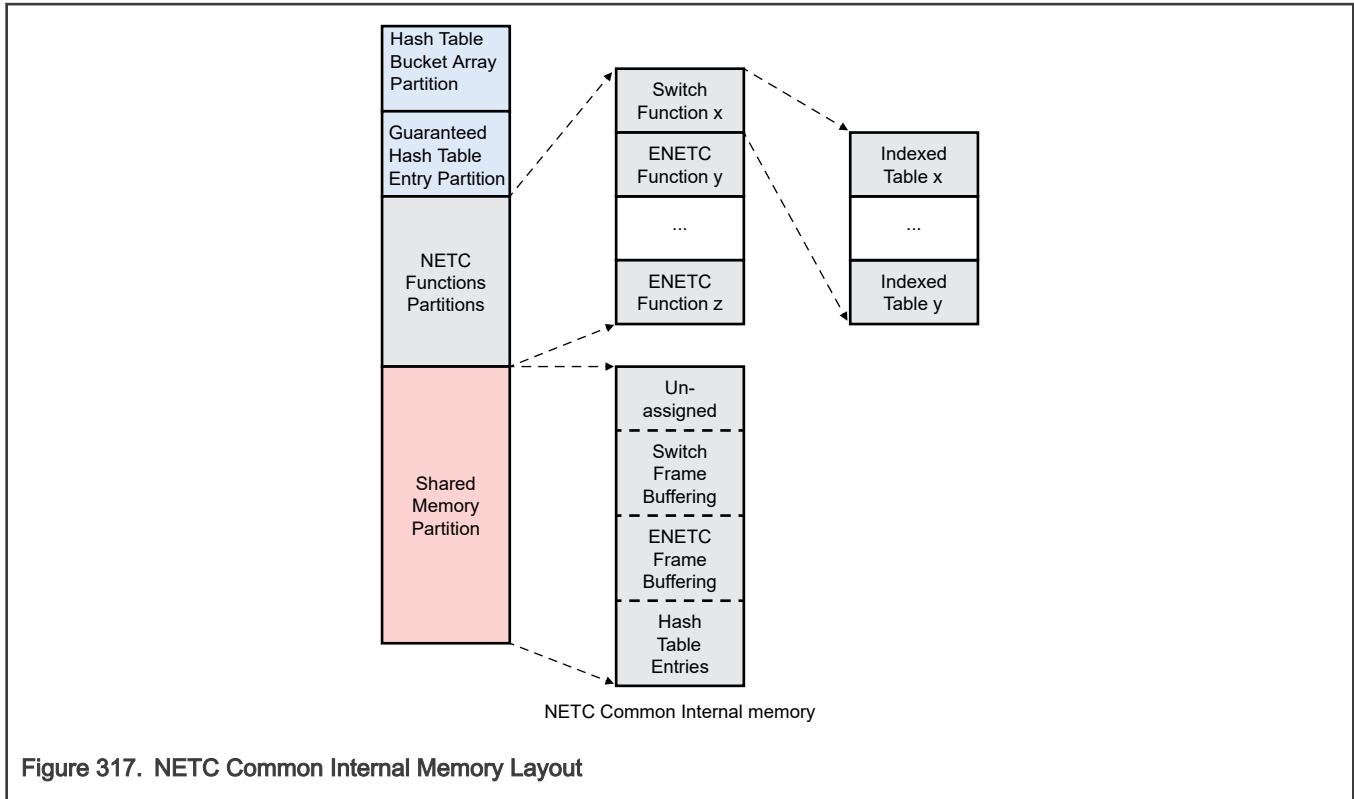 Hash Table
Bucket Array
Partition
Guaranteed
Hash Table
Entry Partition
NETC
Functions
Partitions
Shared
Memory
Partition
Switch
Function x
ENETC
Function y
...
ENETC
Function z
Indexed
Table x
...
Indexed
Table y
Un-
assigned
Switch
Frame
Buffering
ENETC
Frame
Buffering
Hash
Table
Entries
NETC Common Internal memory
Figure 317. NETC Common Internal Memory Layout